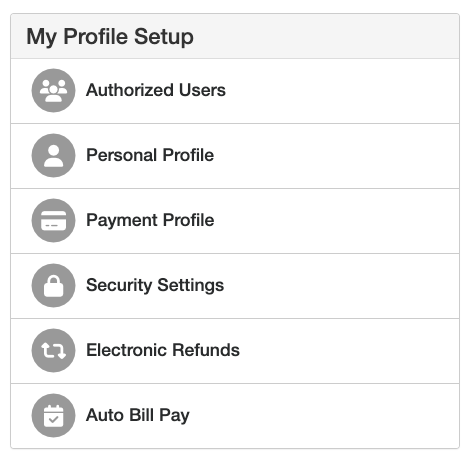 My Profile Setup
Authorized Users
Personal Profile
Payment Profile
Security Settings
Electronic Refunds
Auto Bill Pay